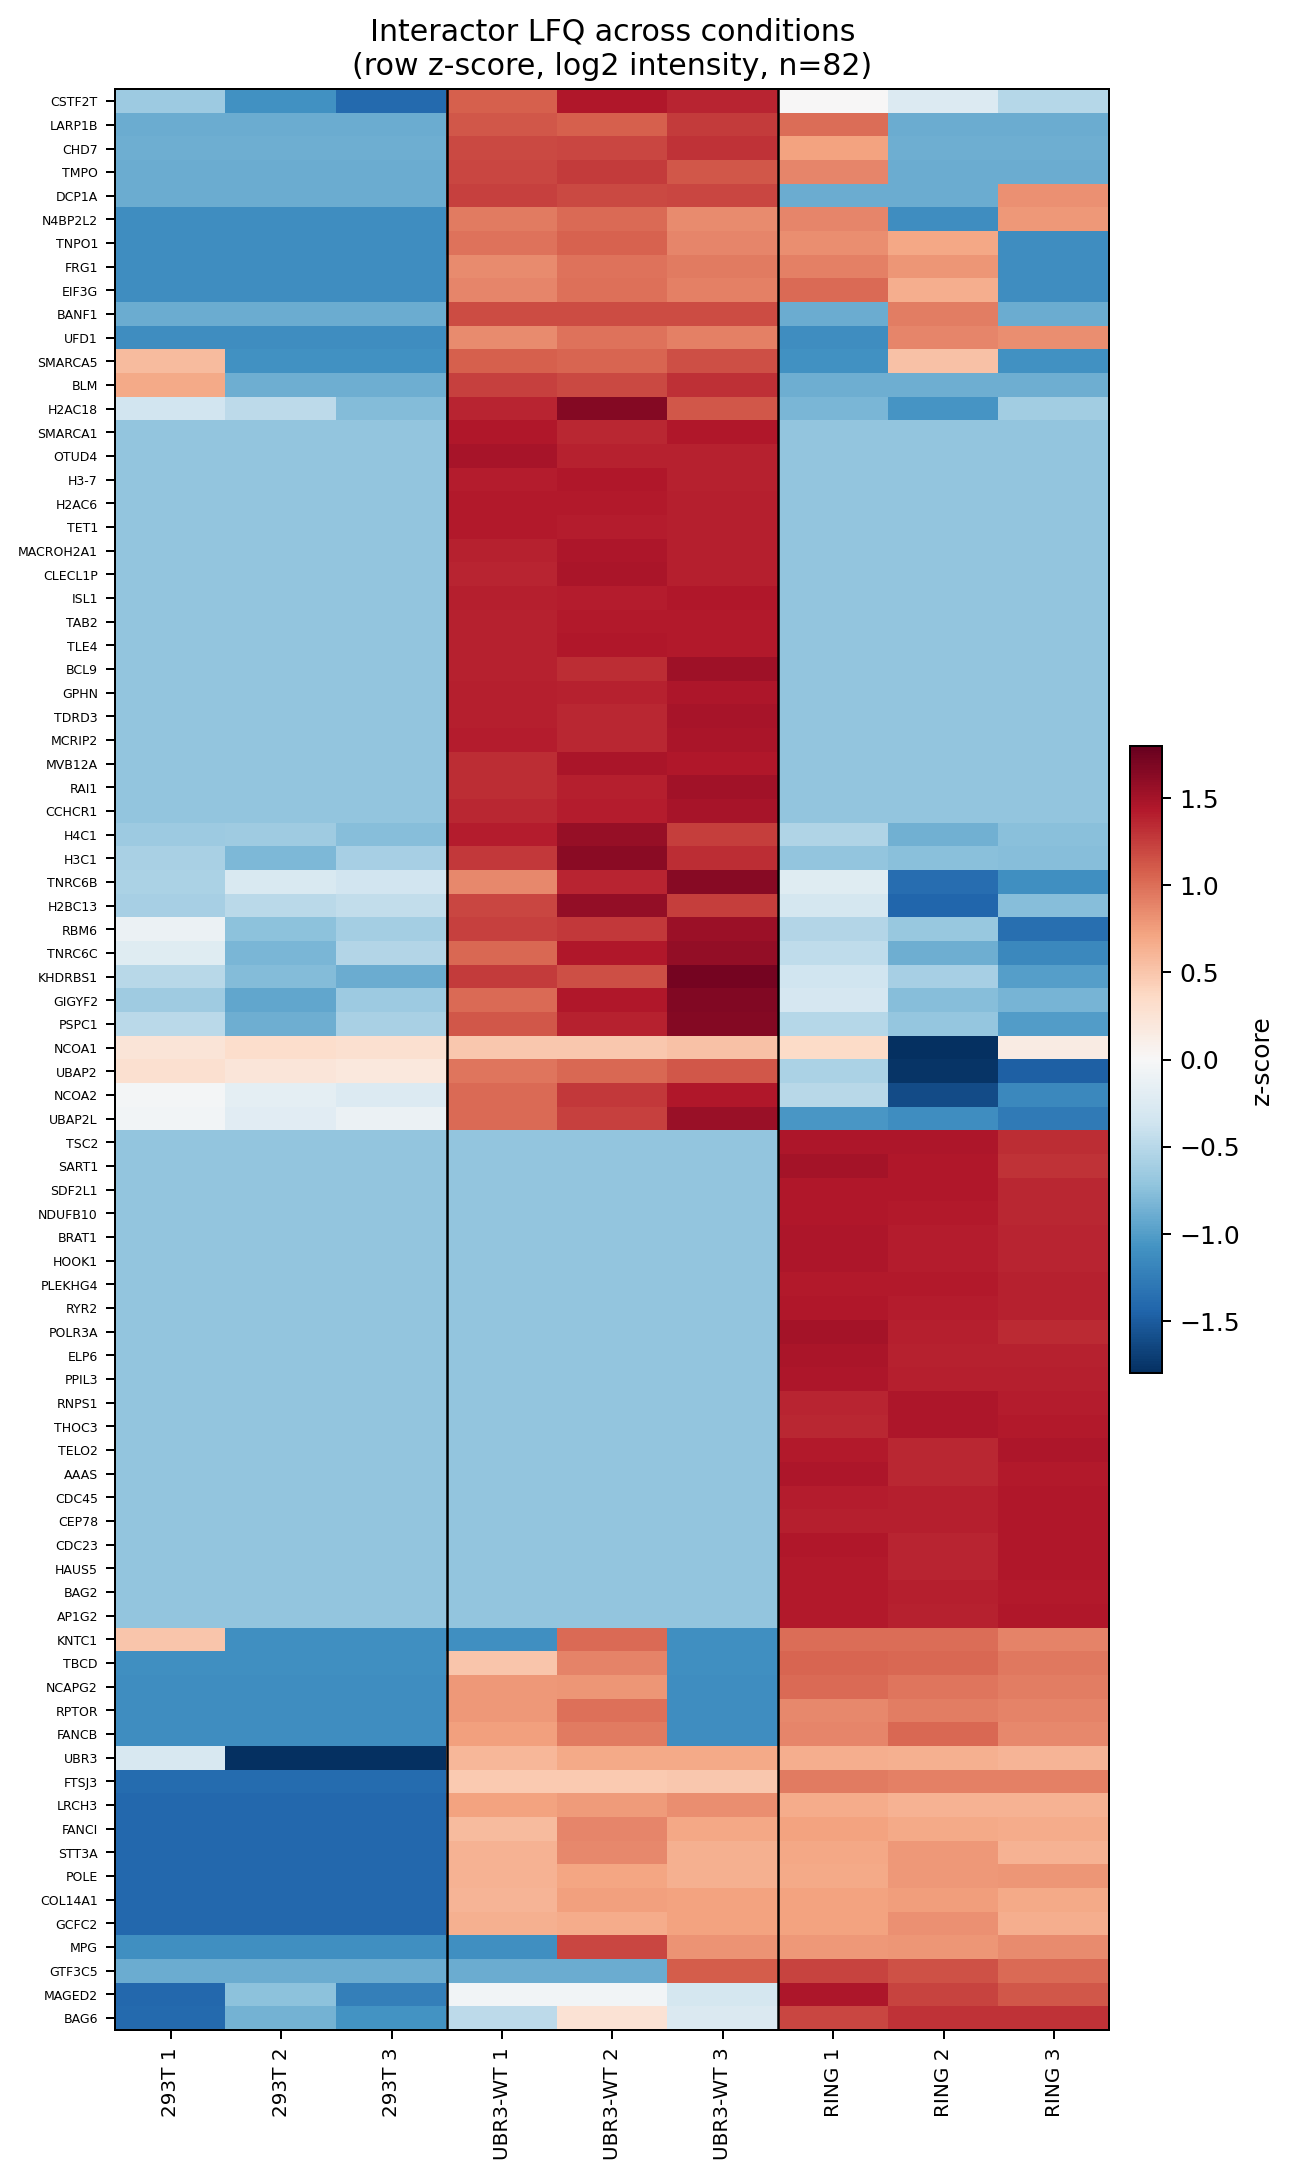 Interactor LFQ across conditions
(row z-score, log2 intensity, n=82)
CSTF2T
LARP1B
CHD7
TMPO
DCP1A
N4BP2L2
TNPO1
FRG1
EIF3G
BANF1
UFD1
SMARCA5
BLM
H2AC18
SMARCA1
OTUD4
H3-7
H2AC6
TET1
MACROH2A1
CLECL1P
ISL1
TAB2
TLE4
BCL9
GPHN
TDRD3
MCRIP2
MVB12A
RAI1
CCHCR1
H4C1
H3C1
TNRC6B
H2BC13
RBM6
TNRC6C
KHDRBS1
GIGYF2
PSPC1
NCOA1
UBAP2
NCOA2
UBAP2L
TSC2
SART1
SDF2L1
NDUFB10
BRAT1
HOOK1
PLEKHG4
RYR2
POLR3A
ELP6
PPIL3
RNPS1
THOC3
TELO2
AAAS
CDC45
CEP78
CDC23
HAUS5
BAG2
AP1G2
KNTC1
TBCD
NCAPG2
RPTOR
FANCB
UBR3
FTSJ3
LRCH3
FANCI
STT3A
POLE
COL14A1
GCFC2
MPG
GTF3C5
MAGED2
BAG6
293T 1
293T 2
293T 3
UBR3-WT 1
UBR3-WT 2
UBR3-WT 3
RING 1
RING 2
RING 3
1.5
1.0
0.5
0.0
−0.5
−1.0
−1.5
z-score